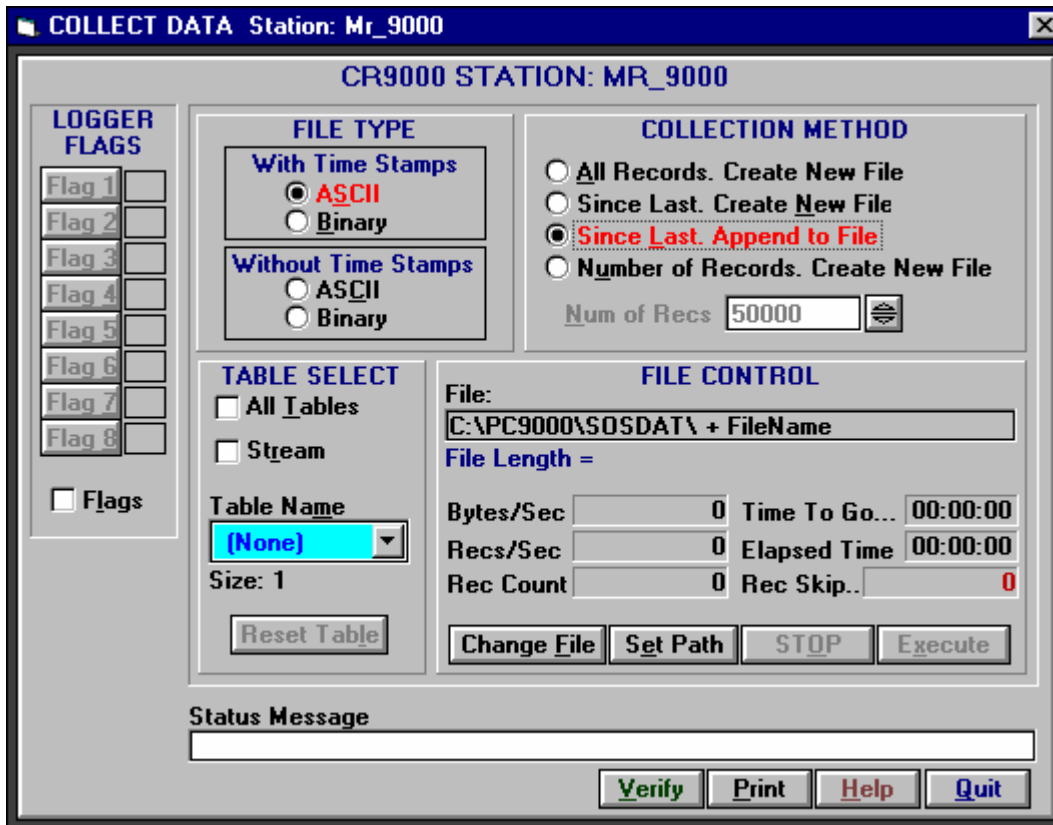 COLLECT DATA Station: Mr_9000
CR9000 STATION: MR_9000
LOGGER
FLAGS
Flag 1
Flag 2
Flag 3
Flag 4
Flag 5
Flag 6
Flag 7
Flag 8
Flags
FILE TYPE
With Time Stamps
ASCII
Binary
Without Time Stamps
ASCII
Binary
COLLECTION METHOD
All Records. Create New File
Since Last. Create New File
Since Last. Append to File
Number of Records. Create New File
Num of Recs 50000
TABLE SELECT
All Tables
Stream
Table Name
(None)
Size: 1
Reset Table
FILE CONTROL
File:
C:\PC9000\SOSDAT\ + FileName
File Length =
Bytes/Sec 0 Time To Go... 00:00:00
Recs/Sec 0 Elapsed Time 00:00:00
Rec Count 0 Rec Skip.. 0
Change File Set Path STOP Execute
Status Message
Verify Print Help Quit